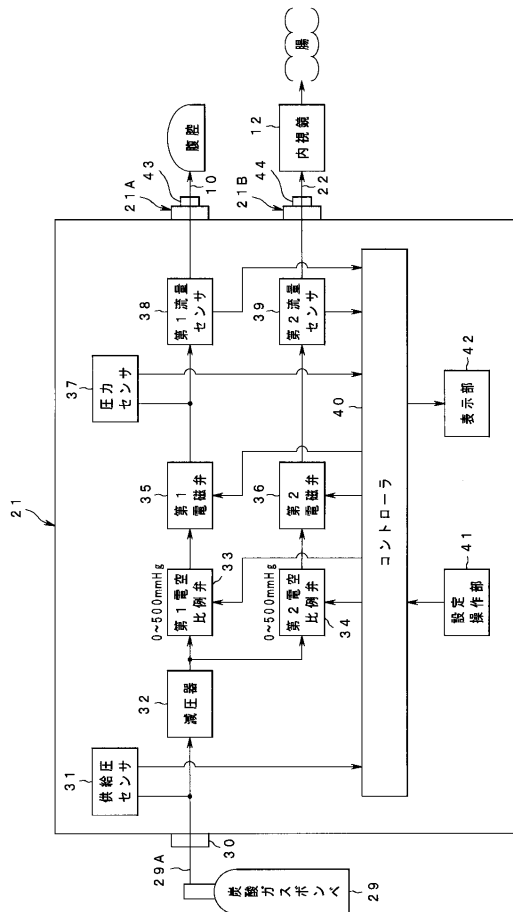 21
炭酸ガスボンベ
29
29A
30
供給圧
センサ
31
減圧器
32
0~500mmHg
第1電空
比例弁
33
0~500mmHg
第2電空
比例弁
34
第1
電磁弁
35
第2
電磁弁
36
圧力
センサ
37
第1流量
センサ
38
第2流量
センサ
39
コントローラ
40
設定
操作部
41
表示部
42
21A
43
10
腹腔
21B
44
22
内視鏡
12
腸